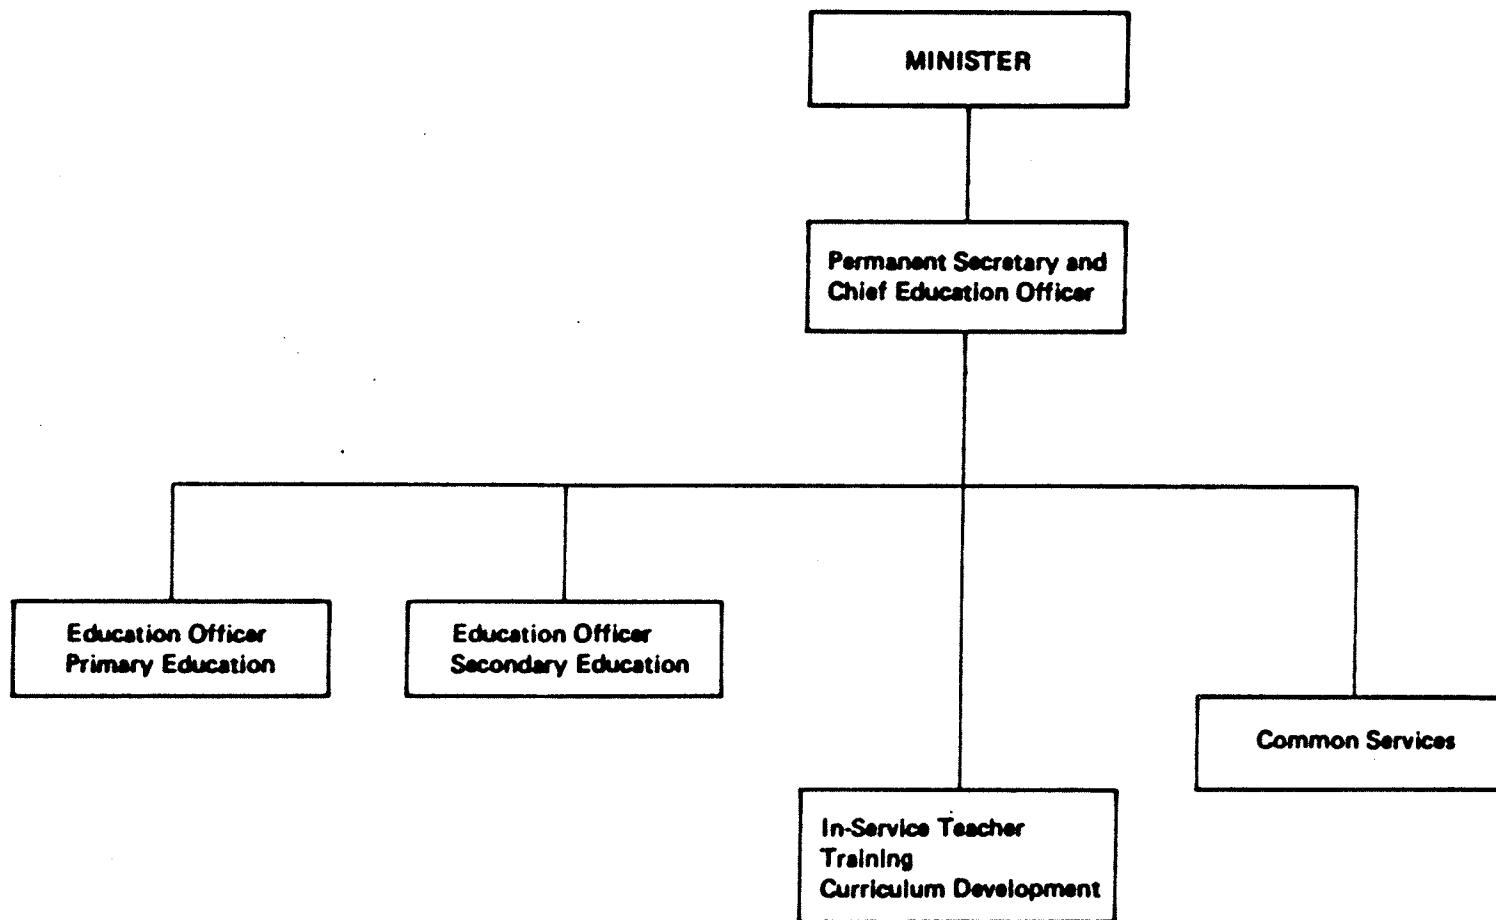 MINISTER
Permanent Secretary and
Chief Education Officer
Education Officer
Primary Education
Education Officer
Secondary Education
Common Services
In-Service Teacher
Training
Curriculum Development